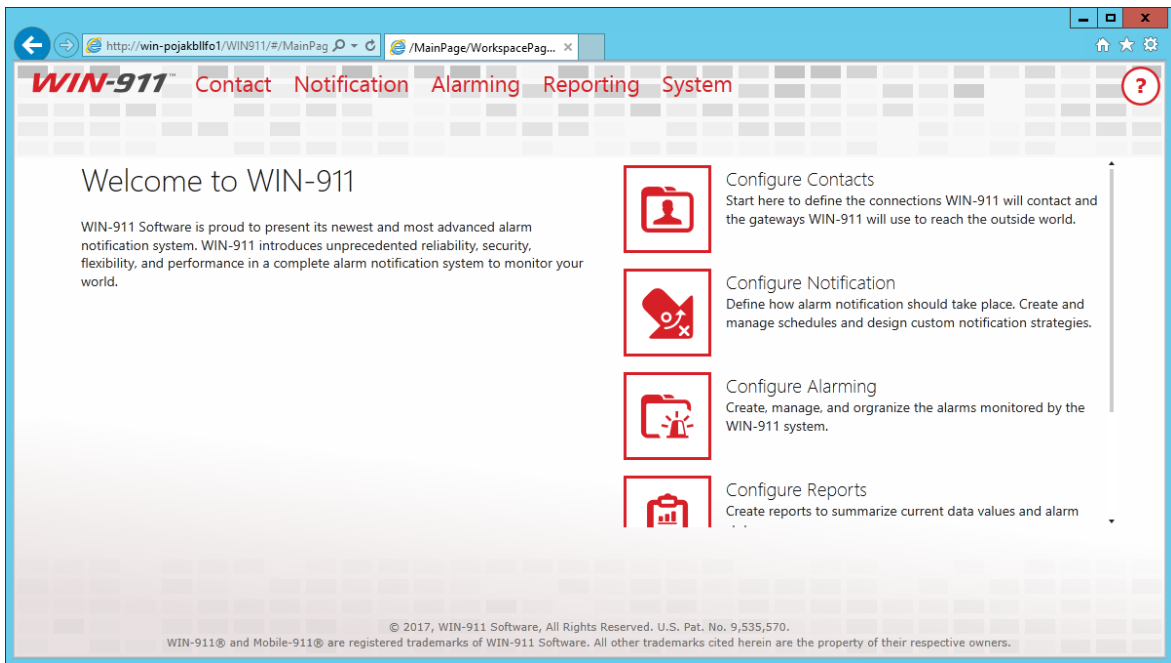 http://win-pojakbllfo1/WIN911/#/MainPag
/MainPage/WorkspacePag...
WIN-911™ Contact Notification Alarming Reporting System
?
Welcome to WIN-911
WIN-911 Software is proud to present its newest and most advanced alarm
notification system. WIN-911 introduces unprecedented reliability, security,
flexibility, and performance in a complete alarm notification system to monitor your
world.
Configure Contacts
Start here to define the connections WIN-911 will contact and
the gateways WIN-911 will use to reach the outside world.
Configure Notification
Define how alarm notification should take place. Create and
manage schedules and design custom notification strategies.
Configure Alarming
Create, manage, and orgranize the alarms monitored by the
WIN-911 system.
Configure Reports
Create reports to summarize current data values and alarm
© 2017, WIN-911 Software, All Rights Reserved. U.S. Pat. No. 9,535,570.
WIN-911® and Mobile-911® are registered trademarks of WIN-911 Software. All other trademarks cited herein are the property of their respective owners.